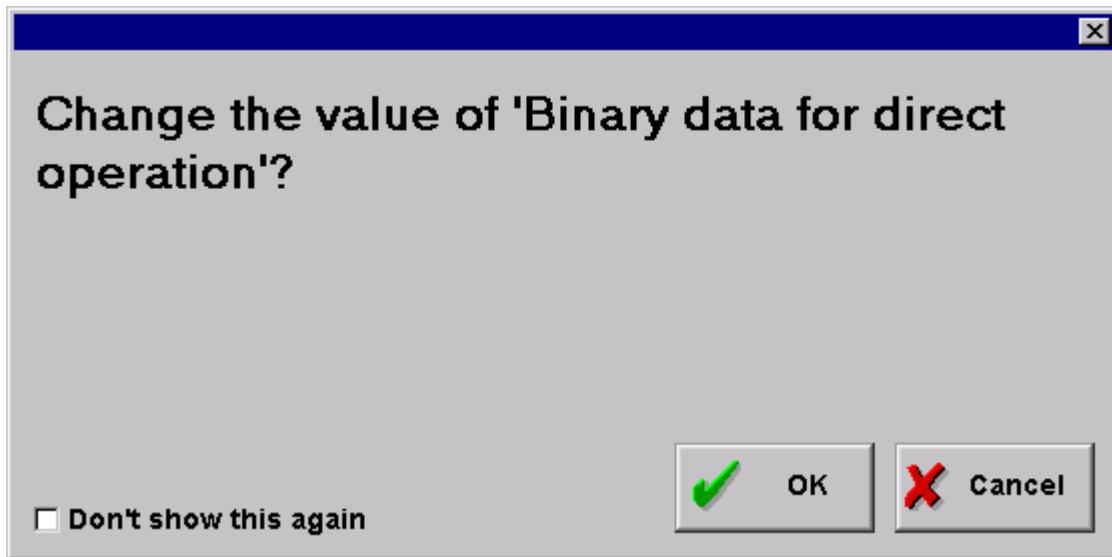 Change the value of 'Binary data for direct
operation'?
OK
Cancel
Don't show this again